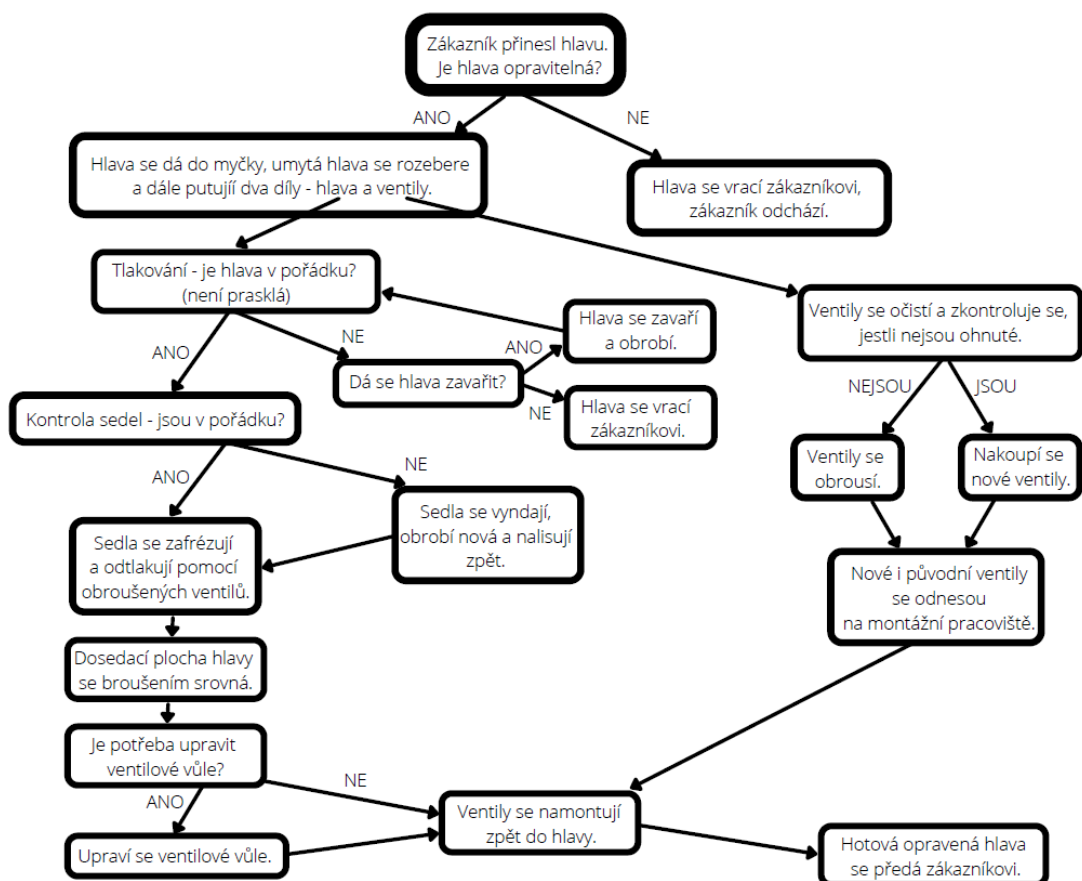 Zákazník přinesl hlavu.
Je hlava opravitelná?
ANO
NE
Hlava se dá do myčky, umytá hlava se rozebere
a dále putujíí dva díly - hlava a ventily.
Hlava se vrací zákazníkovi,
zákazník odchází.
Tlakování - je hlava v pořádku?
(není prasklá)
Hlava se zavaří
a obrobí.
Ventily se očistí a zkontroluje se,
jestli nejsou ohnuté.
ANO
NE
ANO
Dá se hlava zavařit?
NE
Hlava se vrací
zákazníkovi.
NEJSOU
JSOU
Kontrola sedel - jsou v pořádku?
ANO
NE
Ventily se
obrousí.
Nakoupí se
nové ventily.
Sedla se vyndají,
obrobí nová a nalisují
zpět.
Sedla se zafrézují
a odtlakují pomocí
obroušených ventilů.
Nové i původní ventily
se odnesou
na montážní pracoviště.
Dosedací plocha hlavy
se broušením srovná.
Je potřeba upravit
ventilové vůle?
NE
ANO
Ventily se namontují
zpět do hlavy.
Upraví se ventilové vůle.
Hotová opravená hlava
se předá zákazníkovi.